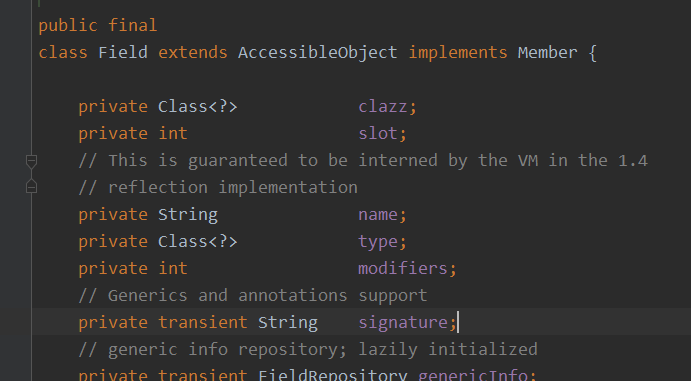 public final
class Field extends AccessibleObject implements Member {
private Class<?> clazz;
private int slot;
// This is guaranteed to be interned by the VM in the 1.4
// reflection implementation
private String name;
private Class<?> type;
private int modifiers;
// Generics and annotations support
private transient String signature;
// generic info repository; lazily initialized
private transient FieldRepository genericInfo;